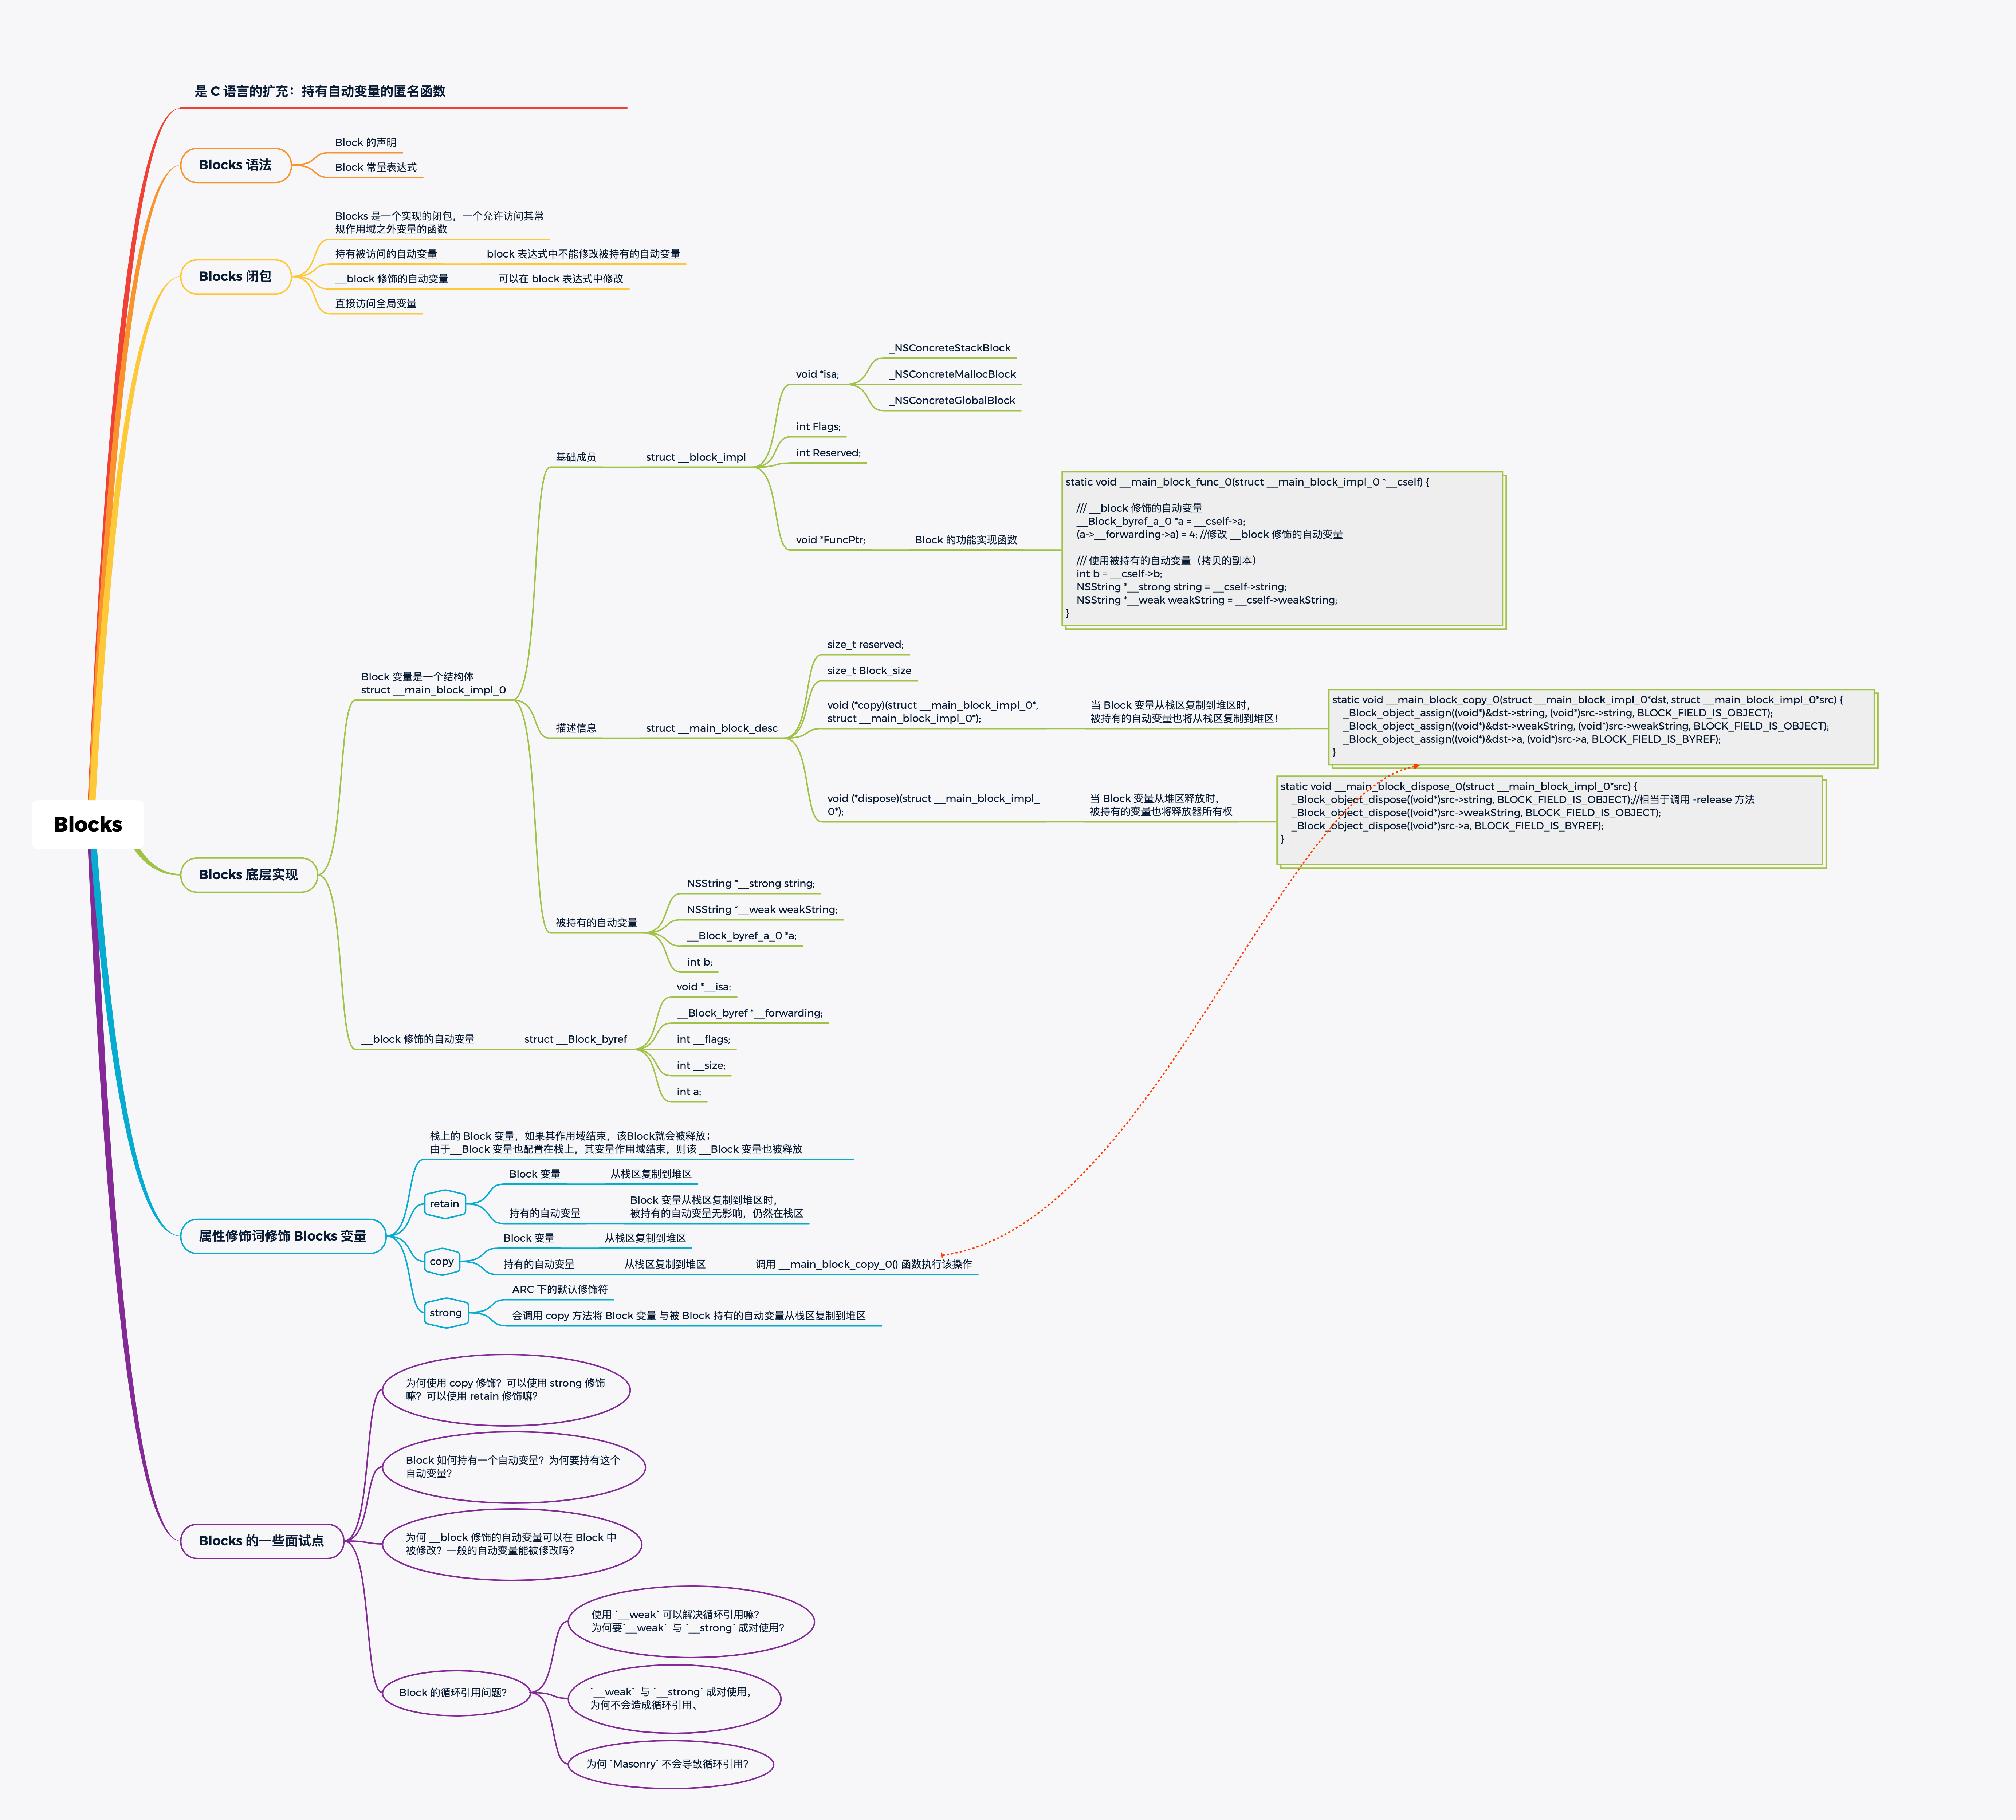 Blocks
是 C 语言的扩充：持有自动变量的匿名函数
Blocks 语法
Block 的声明
Block 常量表达式
Blocks 闭包
Blocks 是一个实现的闭包，一个允许访问其常
规作用域之外变量的函数
持有被访问的自动变量
block 表达式中不能修改被持有的自动变量
__block 修饰的自动变量
可以在 block 表达式中修改
直接访问全局变量
Blocks 底层实现
Block 变量是一个结构体
struct __main_block_impl_0
基础成员
struct __block_impl
void *isa;
_NSConcreteStackBlock
_NSConcreteMallocBlock
_NSConcreteGlobalBlock
int Flags;
int Reserved;
void *FuncPtr;
Block 的功能实现函数
static void __main_block_func_0(struct __main_block_impl_0 *__cself) {
/// __block 修饰的自动变量
__Block_byref_a_0 *a = __cself->a;
(a->__forwarding->a) = 4; //修改 __block 修饰的自动变量
/// 使用被持有的自动变量（拷贝的副本）
int b = __cself->b;
NSString *__strong string = __cself->string;
NSString *__weak weakString = __cself->weakString;
}
描述信息
struct __main_block_desc
size_t reserved;
size_t Block_size
void (*copy)(struct __main_block_impl_0*,
struct __main_block_impl_0*);
当 Block 变量从栈区复制到堆区时，
被持有的自动变量也将从栈区复制到堆区！
static void __main_block_copy_0(struct __main_block_impl_0*dst, struct __main_block_impl_0*src) {
_Block_object_assign((void*)&dst->string, (void*)src->string, BLOCK_FIELD_IS_OBJECT);
_Block_object_assign((void*)&dst->weakString, (void*)src->weakString, BLOCK_FIELD_IS_OBJECT);
_Block_object_assign((void*)&dst->a, (void*)src->a, BLOCK_FIELD_IS_BYREF);
}
void (*dispose)(struct __main_block_impl_
0*);
当 Block 变量从堆区释放时，
被持有的变量也将释放器所有权
static void __main_block_dispose_0(struct __main_block_impl_0*src) {
_Block_object_dispose((void*)src->string, BLOCK_FIELD_IS_OBJECT);//相当于调用 -release 方法
_Block_object_dispose((void*)src->weakString, BLOCK_FIELD_IS_OBJECT);
_Block_object_dispose((void*)src->a, BLOCK_FIELD_IS_BYREF);
}
被持有的自动变量
NSString *__strong string;
NSString *__weak weakString;
__Block_byref_a_0 *a;
int b;
__block 修饰的自动变量
struct __Block_byref
void *__isa;
__Block_byref *__forwarding;
int __flags;
int __size;
int a;
属性修饰词修饰 Blocks 变量
栈上的 Block 变量，如果其作用域结束，该Block就会被释放；
由于__Block 变量也配置在栈上，其变量作用域结束，则该 __Block 变量也被释放
retain
Block 变量
从栈区复制到堆区
持有的自动变量
Block 变量从栈区复制到堆区时，
被持有的自动变量无影响，仍然在栈区
copy
Block 变量
从栈区复制到堆区
持有的自动变量
从栈区复制到堆区
调用 __main_block_copy_0() 函数执行该操作
strong
ARC 下的默认修饰符
会调用 copy 方法将 Block 变量 与被 Block 持有的自动变量从栈区复制到堆区
Blocks 的一些面试点
为何使用 copy 修饰？可以使用 strong 修饰
嘛？可以使用 retain 修饰嘛？
Block 如何持有一个自动变量？为何要持有这个
自动变量？
为何 __block 修饰的自动变量可以在 Block 中
被修改？一般的自动变量能被修改吗？
Block 的循环引用问题？
使用 `__weak` 可以解决循环引用嘛？
为何要`__weak` 与 `__strong` 成对使用？
`__weak` 与 `__strong` 成对使用，
为何不会造成循环引用、
为何 `Masonry` 不会导致循环引用？